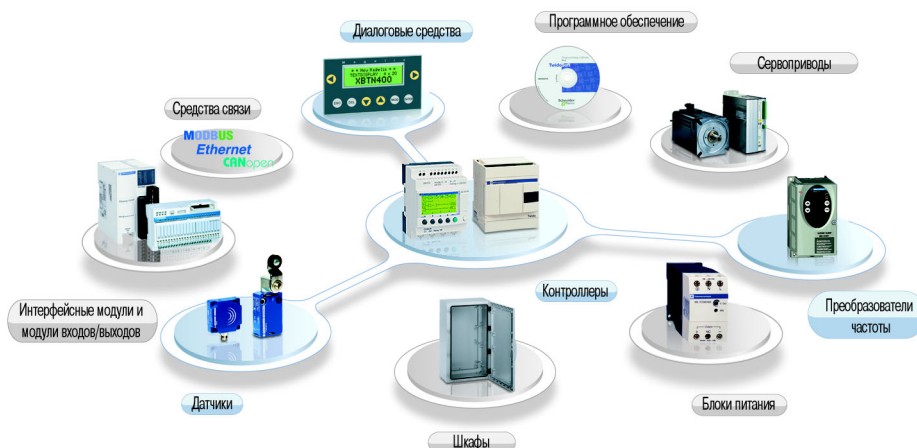 Диалоговые средства
Программное обеспечение
Сервоприводы
Средства связи
MODBUS
Ethernet
CANopen
XBTN400
Twido
Контроллеры
Преобразователи
частоты
Интерфейсные модули и
модули входов/выходов
Датчики
Блоки питания
Шкафы